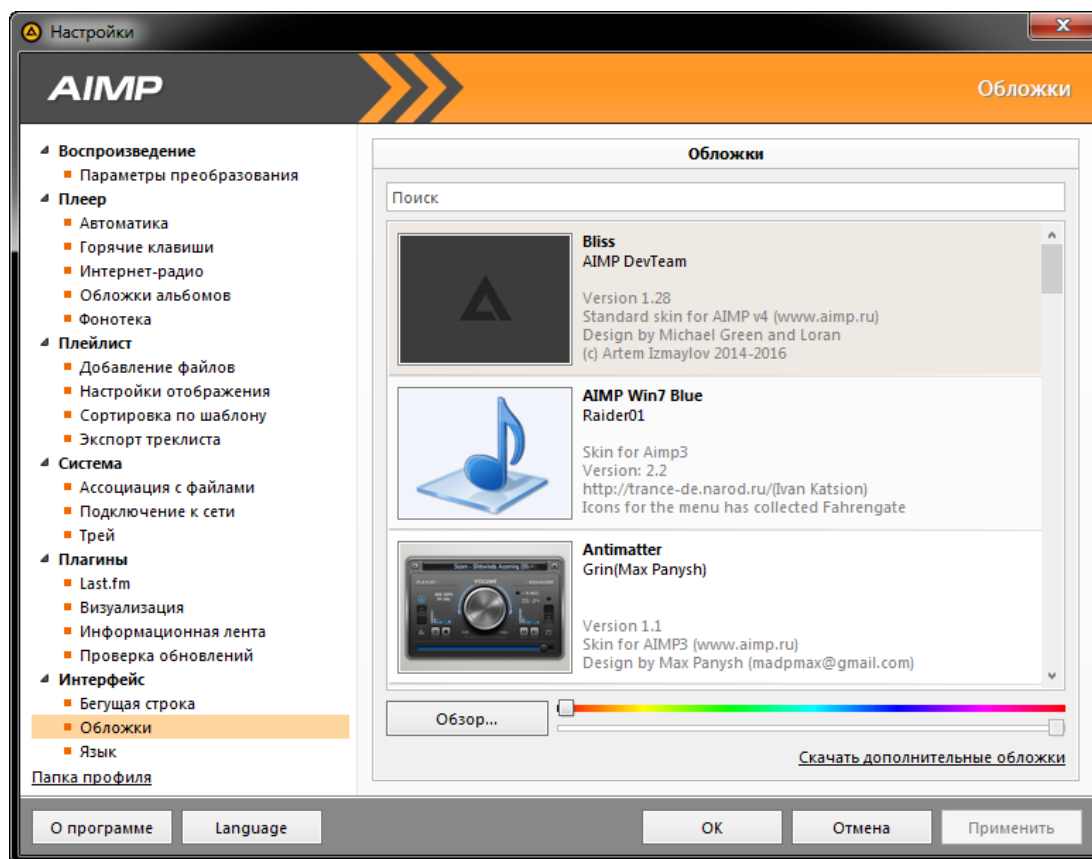 Настройки
AIMP
Обложки
Воспроизведение
Параметры преобразования
Плеер
Автоматика
Горячие клавиши
Интернет-радио
Обложки альбомов
Фонотека
Плейлист
Добавление файлов
Настройки отображения
Сортировка по шаблону
Экспорт треклиста
Система
Ассоциация с файлами
Подключение к сети
Трей
Плагины
Last.fm
Визуализация
Информационная лента
Проверка обновлений
Интерфейс
Бегущая строка
Обложки
Язык
Папка профиля
Обложки
Поиск
Bliss
AIMP DevTeam
Version 1.28
Standard skin for AIMP v4 (www.aimp.ru)
Design by Michael Green and Loran
(c) Artem Izmaylov 2014-2016
AIMP Win7 Blue
Raider01
Skin for Aimp3
Version: 2.2
http://trance-de.narod.ru/(Ivan Katsion)
Icons for the menu has collected Fahrengate
Antimatter
Grin(Max Panysh)
Version 1.1
Skin for AIMP3 (www.aimp.ru)
Design by Max Panysh (madpmax@gmail.com)
VOLUME
Обзор...
Скачать дополнительные обложки
О программе
Language
OK
Отмена
Применить